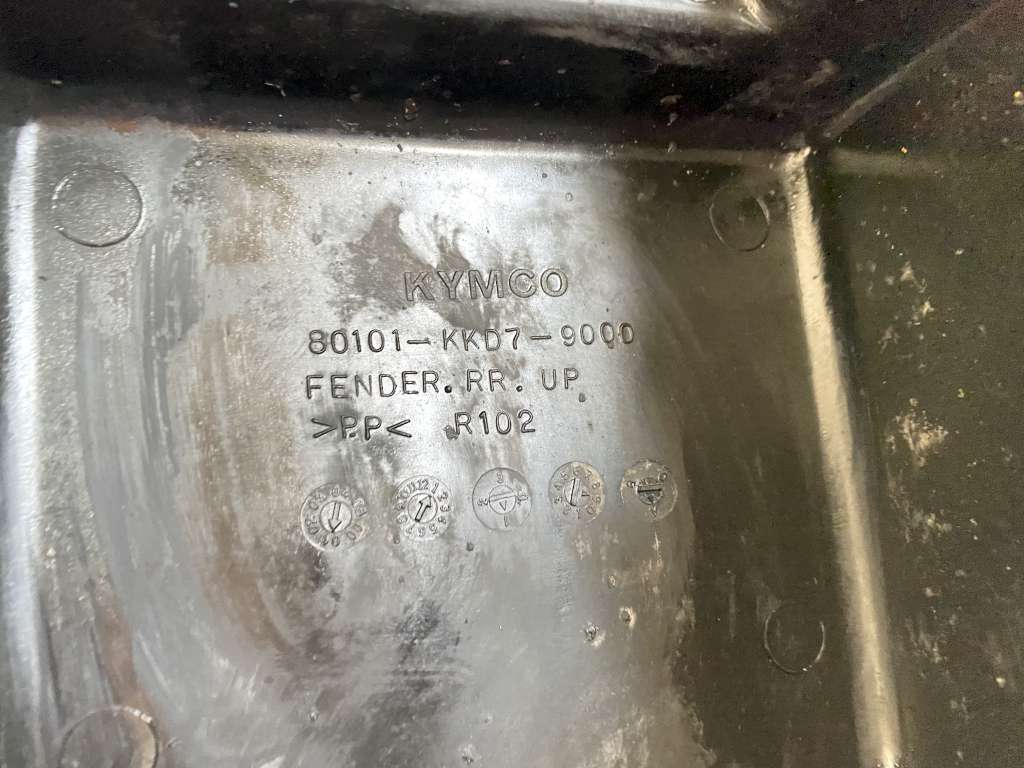 KYMCO
80101-KKD7-9000
FENDER. RR. UP
>P.P< R102